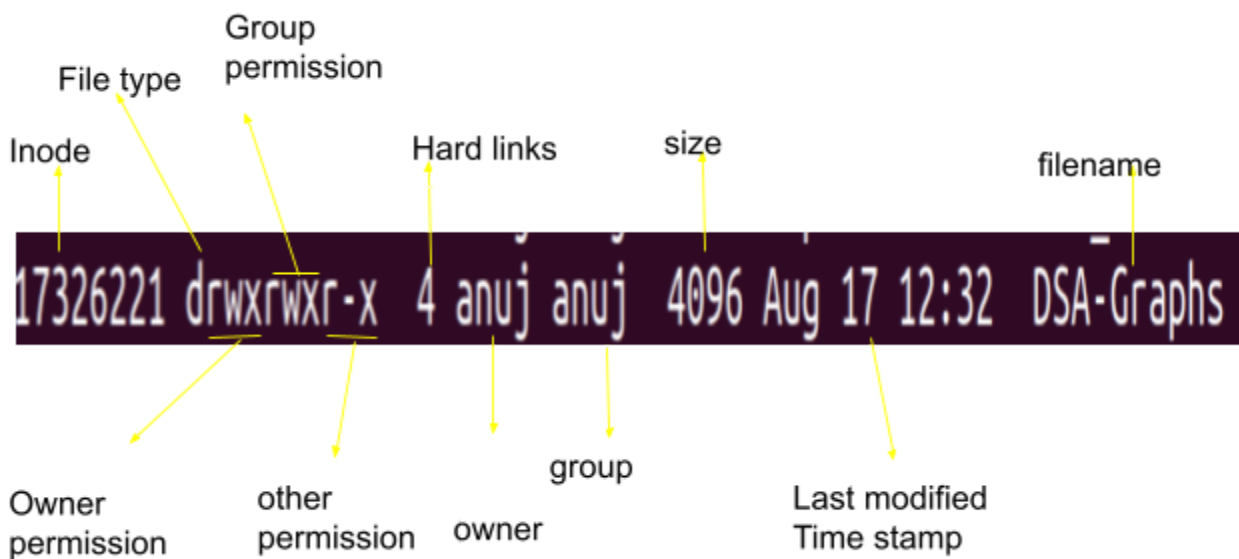 Group
permission
File type
Inode
Hard links
size
filename
17326221 drwxrwxr-x 4 anuj anuj 4096 Aug 17 12:32 DSA-Graphs
Owner
permission
other
permission
owner
group
Last modified
Time stamp